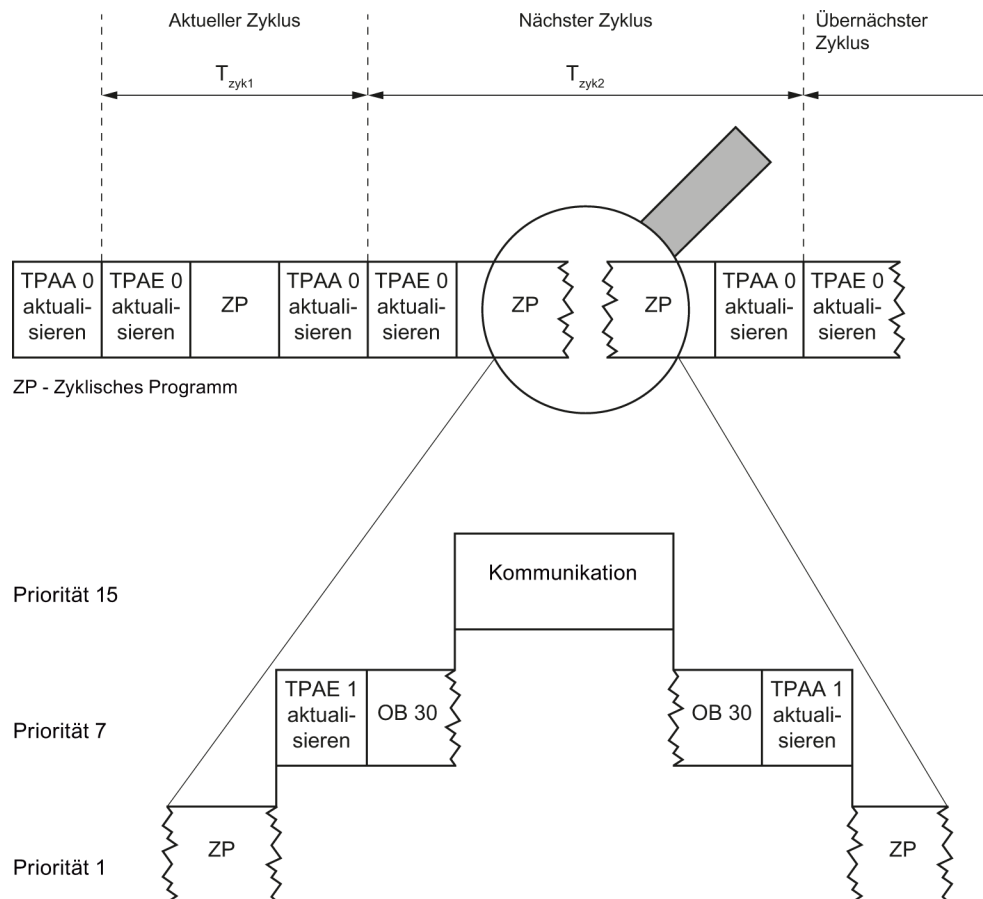 Aktueller Zyklus
Nächster Zyklus
Übernächster
Zyklus
Tzyk1
Tzyk2
TPAA 0
aktuali-
sieren
TPAE 0
aktuali-
sieren
ZP
TPAA 0
aktuali-
sieren
TPAE 0
aktuali-
sieren
ZP
ZP
TPAA 0
aktuali-
sieren
TPAE 0
aktuali-
sieren
ZP - Zyklisches Programm
Priorität 15
Kommunikation
Priorität 7
TPAE 1
aktuali-
sieren
OB 30
OB 30
TPAA 1
aktuali-
sieren
Priorität 1
ZP
ZP